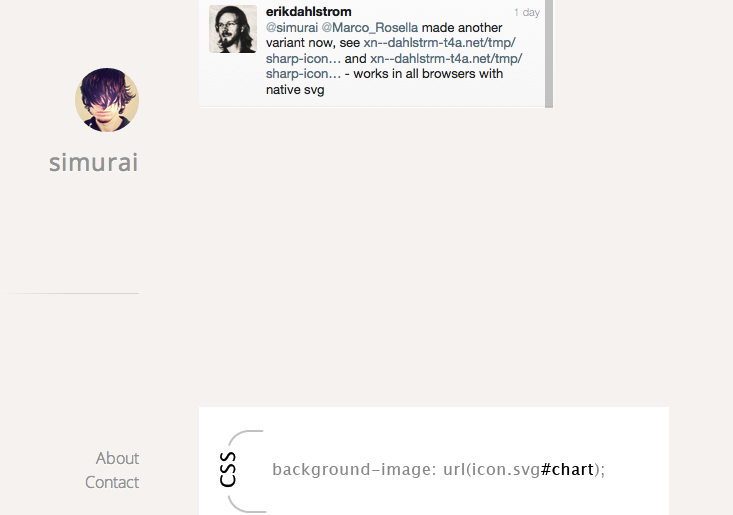 erikdahlstrom 1 day
@simurai @Marco_Rosella made another
variant now, see xn--dahlstrm-t4a.net/tmp/
sharp-icon… and xn--dahlstrm-t4a.net/tmp/
sharp-icon… - works in all browsers with
native svg
simurai
About
Contact
CSS
background-image: url(icon.svg#chart);